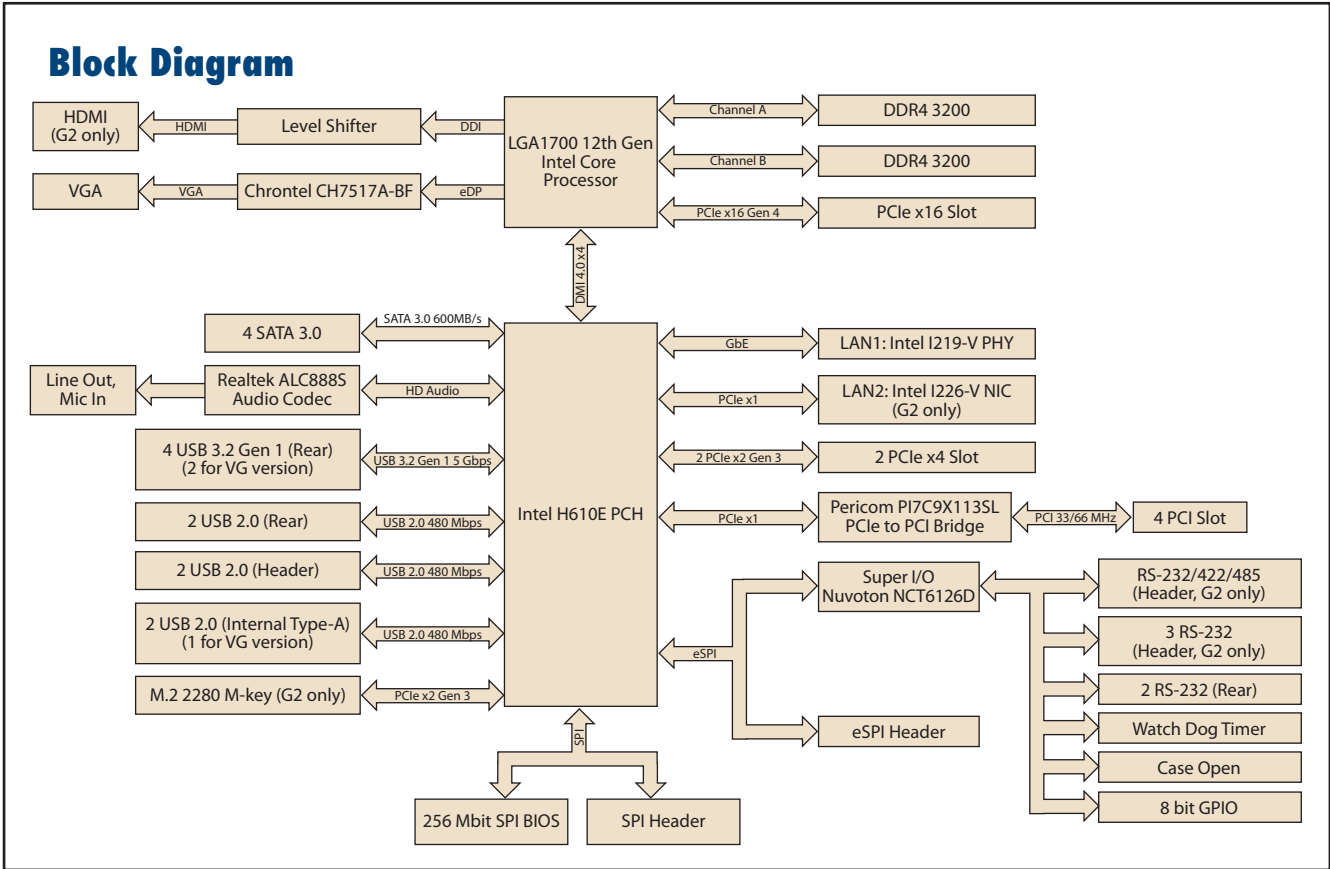 Block Diagram
HDMI
(G2 only)
HDMI
Level Shifter
DDI
VGA
VGA
Chrontel CH7517A-BF
eDP
LGA1700 12th Gen
Intel Core
Processor
Channel A
DDR4 3200
Channel B
DDR4 3200
PCIe x16 Gen 4
PCIe x16 Slot
DMI 4.0 x4
4 SATA 3.0
SATA 3.0 600MB/s
Line Out,
Mic In
Realtek ALC888S
Audio Codec
HD Audio
4 USB 3.2 Gen 1 (Rear)
(2 for VG version)
USB 3.2 Gen 1 5 Gbps
2 USB 2.0 (Rear)
USB 2.0 480 Mbps
2 USB 2.0 (Header)
USB 2.0 480 Mbps
2 USB 2.0 (Internal Type-A)
(1 for VG version)
USB 2.0 480 Mbps
M.2 2280 M-key (G2 only)
PCIe x2 Gen 3
Intel H610E PCH
GbE
LAN1: Intel I219-V PHY
PCIe x1
LAN2: Intel I226-V NIC
(G2 only)
2 PCIe x2 Gen 3
2 PCIe x4 Slot
PCIe x1
Pericom PI7C9X113SL
PCIe to PCI Bridge
PCI 33/66 MHz
4 PCI Slot
eSPI
Super I/O
Nuvoton NCT6126D
eSPI Header
RS-232/422/485
(Header, G2 only)
3 RS-232
(Header, G2 only)
2 RS-232 (Rear)
Watch Dog Timer
Case Open
8 bit GPIO
SPI
256 Mbit SPI BIOS
SPI Header